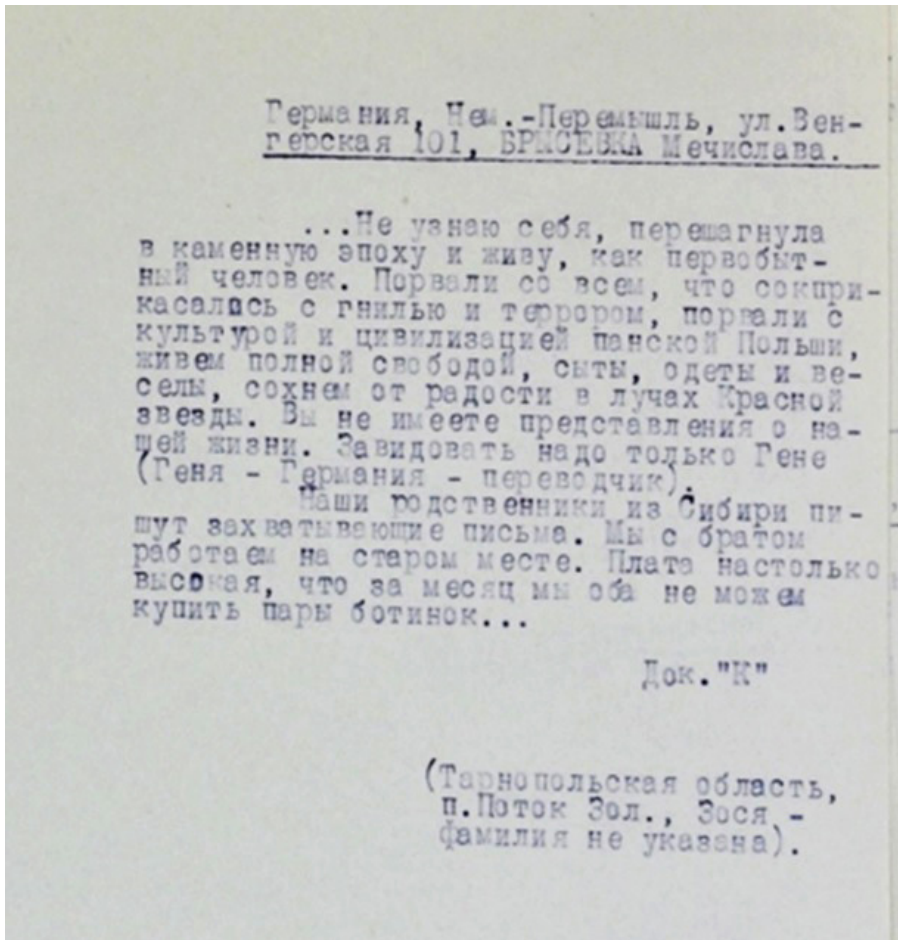 Германия, Нем.-Перемышль, ул.Вен-
герская 101, БРЫСЕВКА Мечислава.
...Не узнаю себя, перешагнула
в каменную эпоху и живу, как первобыт-
ный человек. Порвали со всем, что сокпри-
касалось с гнилью и террором, порвали с
культурой и цивилизацией панской Польши,
живем полной свободой, сыты, одеты и ве-
селы, сохнем от радости в лучах Красной
звезды. Вы не имеете представления о на-
шей жизни. Завидовать надо только Гене
(Геня - Германия - переводчик).
Наши родственники из Сибири пи-
шут захватывающие письма. Мы с братом
работаем на старом месте. Плата настолько
высокая, что за месяц мы оба не можем
купить пары ботинок...
Док."К"
(Тарнопольская область,
п.Поток Зол., Зося -
фамилия не указана).